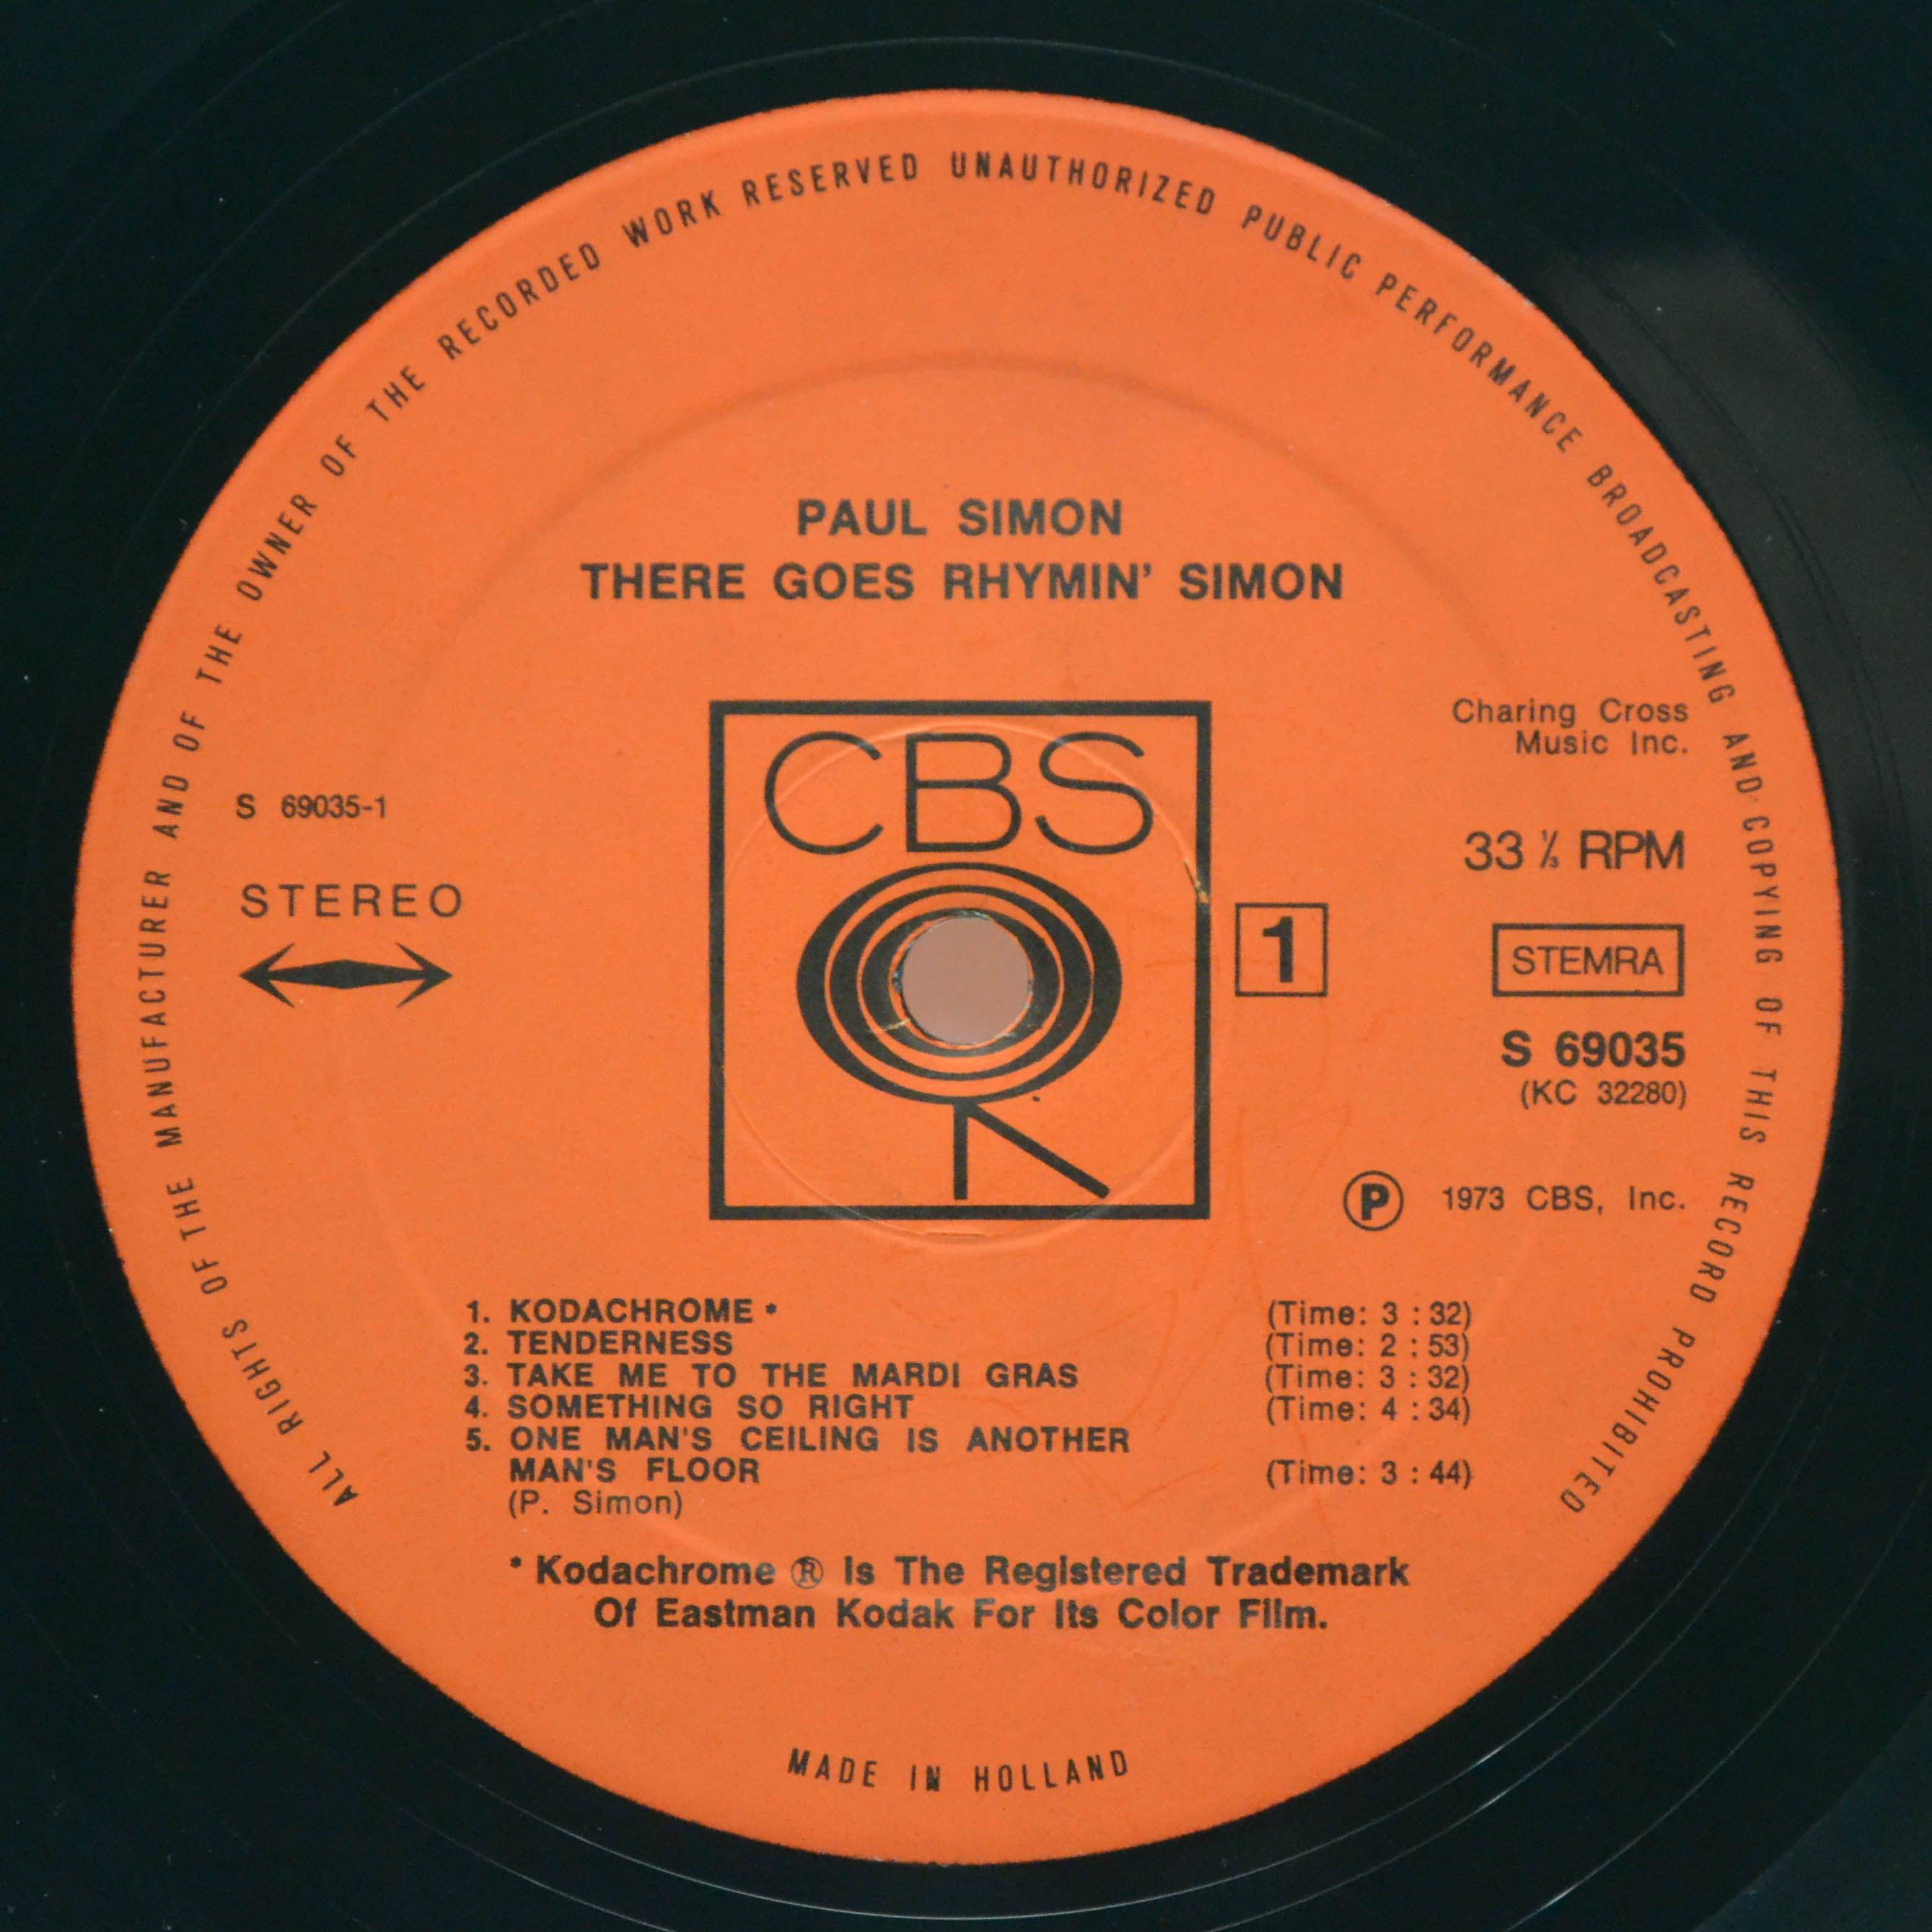 ALL RIGHTS OF THE MANUFACTURER AND OF THE OWNER OF THE RECORDED WORK RESERVED UNAUTHORIZED PUBLIC PERFORMANCE BROADCASTING AND COPYING OF THIS RECORD PROHIBITED
PAUL SIMON
THERE GOES RHYMIN' SIMON
CBS
Charing Cross
Music Inc.
S 69035-1
STEREO
33 ⅓ RPM
1
STEMRA
S 69035
(KC 32280)
Ⓟ 1973 CBS, Inc.
1. KODACHROME * (Time: 3 : 32)
2. TENDERNESS (Time: 2 : 53)
3. TAKE ME TO THE MARDI GRAS (Time: 3 : 32)
4. SOMETHING SO RIGHT (Time: 4 : 34)
5. ONE MAN'S CEILING IS ANOTHER
MAN'S FLOOR (Time: 3 : 44)
(P. Simon)
* Kodachrome ® Is The Registered Trademark
Of Eastman Kodak For Its Color Film.
MADE IN HOLLAND